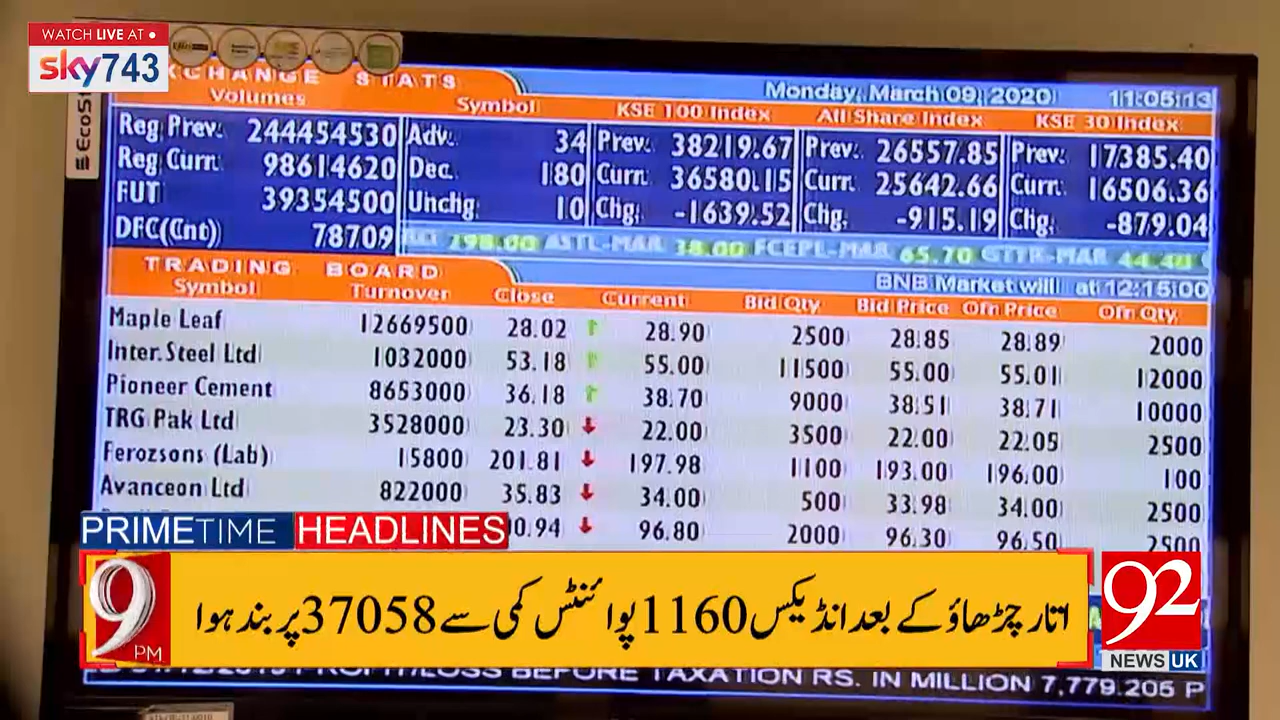 WATCH LIVE AT
sky743
EcoSt
XCHANGE STATS
Monday, March 09, 2020 11:05:13
Volumes Symbol KSE 100 Index All Share Index KSE 30 Index
Reg Prev: 244454530 Adv: 34 Prev: 38219.67 Prev: 26557.85 Prev: 17385.40
Reg Curr: 98614620 Dec: 180 Curr: 36580.15 Curr: 25642.66 Curr: 16506.36
FUT 39354500 Unchg: 10 Chg: -1639.52 Chg: -915.19 Chg: -879.04
DFC(Cnt) 78709
798.00 ASTL-MAR 38.00 FCEPL-MAR 65.70 GTTR-MAR 44.40
TRADING BOARD BNB Market will at 12:15:00
Symbol Turnover Close Current Bid Qty Bid Price Ofr Price Ofr Qty
Maple Leaf 12669500 28.02 ↑ 28.90 2500 28.85 28.89 2000
Inter.Steel Ltd 1032000 53.18 ↑ 55.00 11500 55.00 55.01 12000
Pioneer Cement 8653000 36.18 ↑ 38.70 9000 38.51 38.71 10000
TRG Pak Ltd 3528000 23.30 ↓ 22.00 3500 22.00 22.05 2500
Ferozsons (Lab) 15800 201.81 ↓ 197.98 1100 193.00 196.00 100
Avanceon Ltd 822000 35.83 ↓ 34.00 500 33.98 34.00 2500
0.94 ↓ 96.80 2000 96.30 96.50 2500
PRIMETIME HEADLINES
9 PM
اتار چڑھاؤ کے بعد انڈیکس 1160 پوائنٹس کمی سے 37058 پر بند ہوا
92
NEWS UK
PROFIT/LOSS BEFORE TAXATION RS. IN MILLION 7,779.205 P